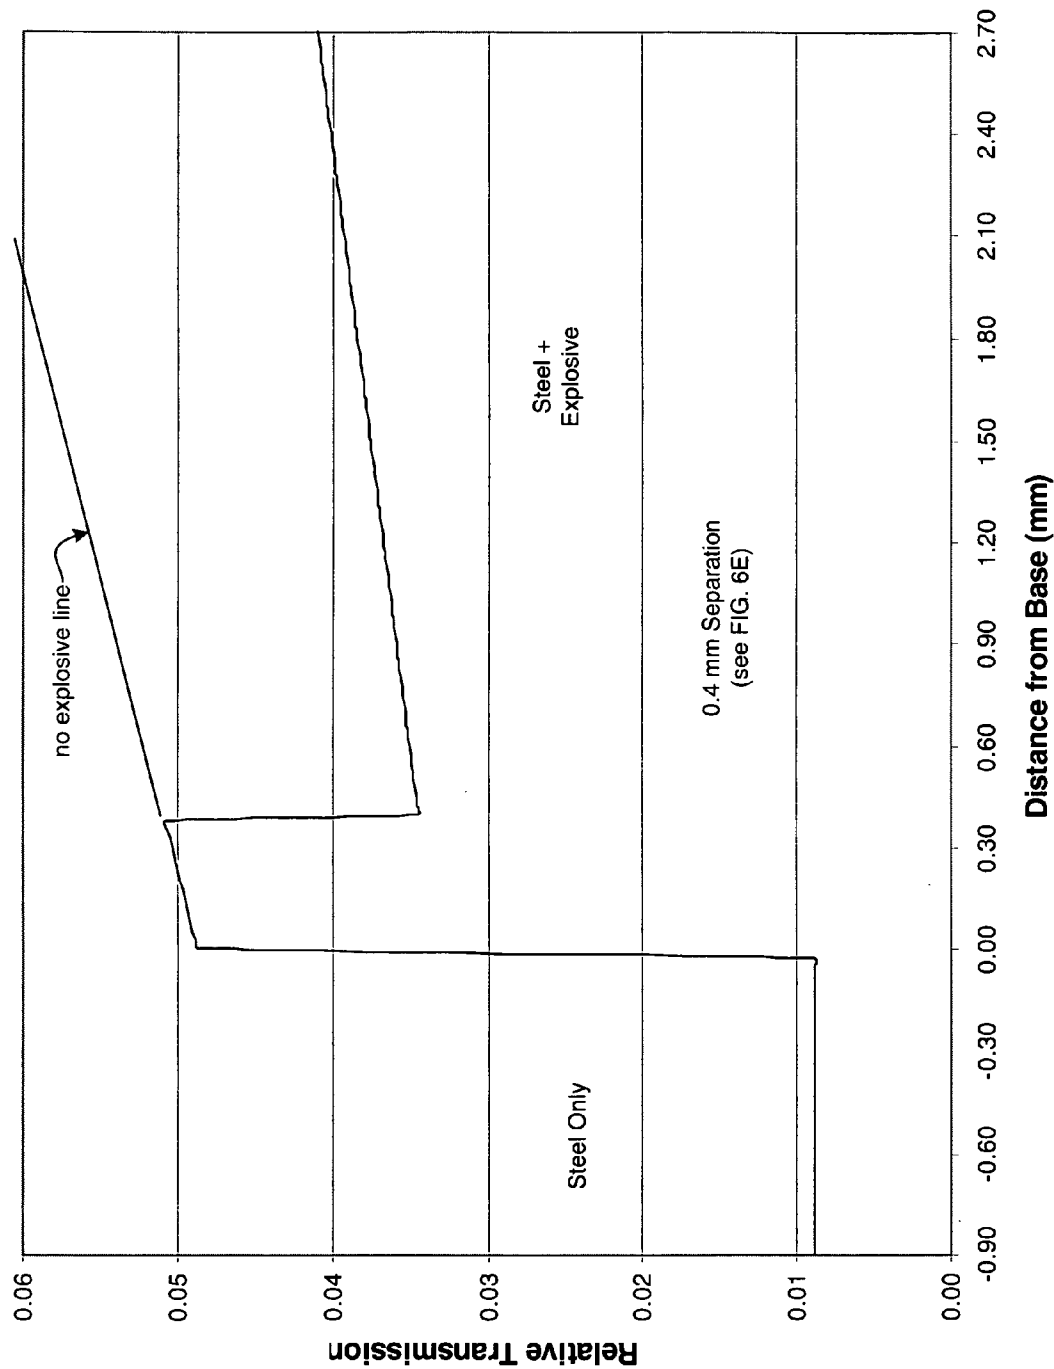 Relative Transmission
0.06
0.05
0.04
0.03
0.02
0.01
0.00
no explosive line
Steel +
Explosive
Steel Only
0.4 mm Separation
(see FIG. 6E)
-0.90
-0.60
-0.30
0.00
0.30
0.60
0.90
1.20
1.50
1.80
2.10
2.40
2.70
Distance from Base (mm)